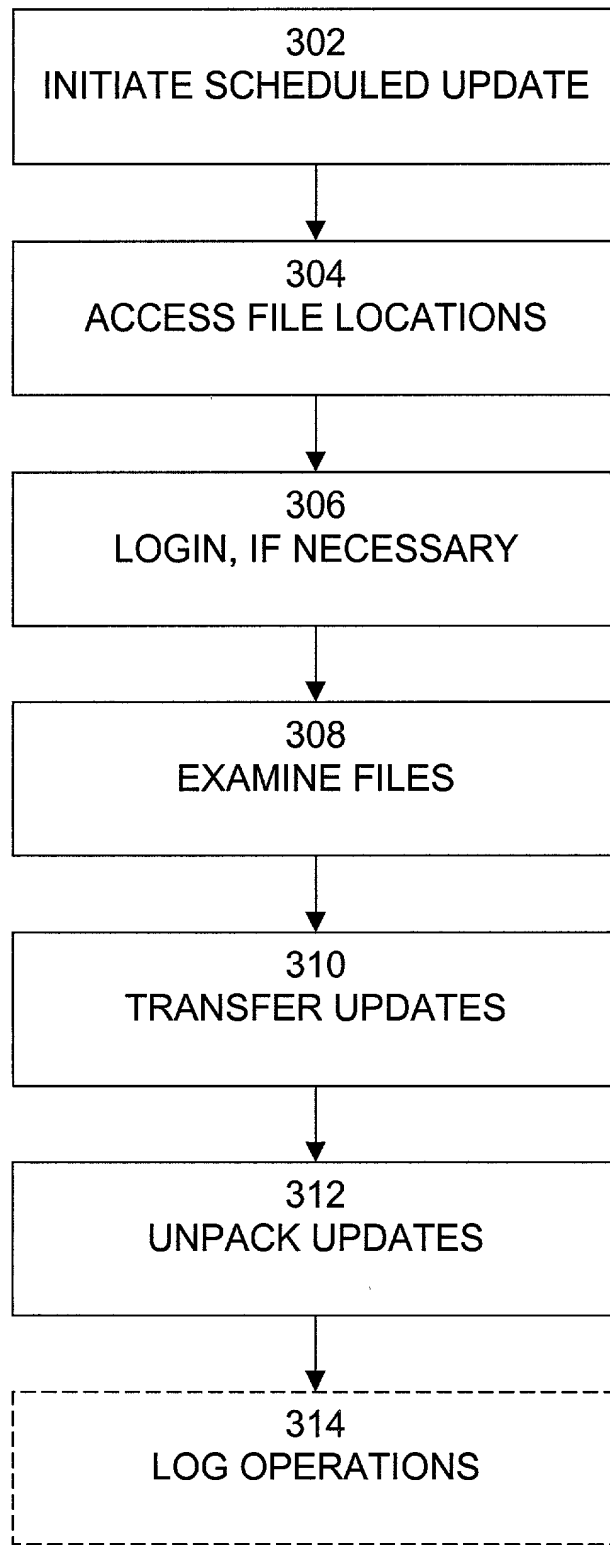 302
INITIATE SCHEDULED UPDATE
304
ACCESS FILE LOCATIONS
306
LOGIN, IF NECESSARY
308
EXAMINE FILES
310
TRANSFER UPDATES
312
UNPACK UPDATES
314
LOG OPERATIONS